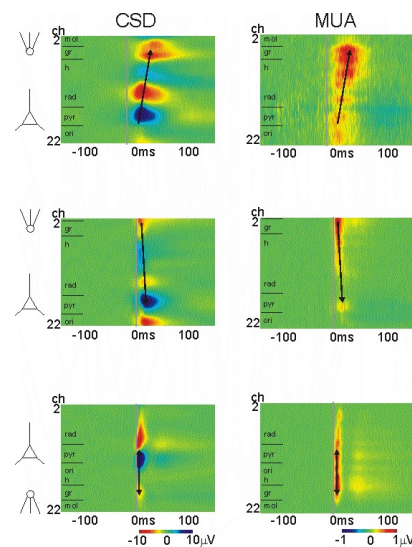 CSD MUA
ch ch
2 mol 2 mol
gr gr
h h
rad rad
pyr pyr
22 ori 22 ori
-100 0ms 100 -100 0ms 100
ch ch
2 gr 2 gr
h h
rad rad
pyr pyr
22 ori 22 ori
-100 0ms 100 -100 0ms 100
ch ch
2 2
rad rad
pyr pyr
ori ori
h h
gr gr
22 mol 22 mol
-100 0ms 100 -100 0ms 100
-10 0 10μV -1 0 1μV